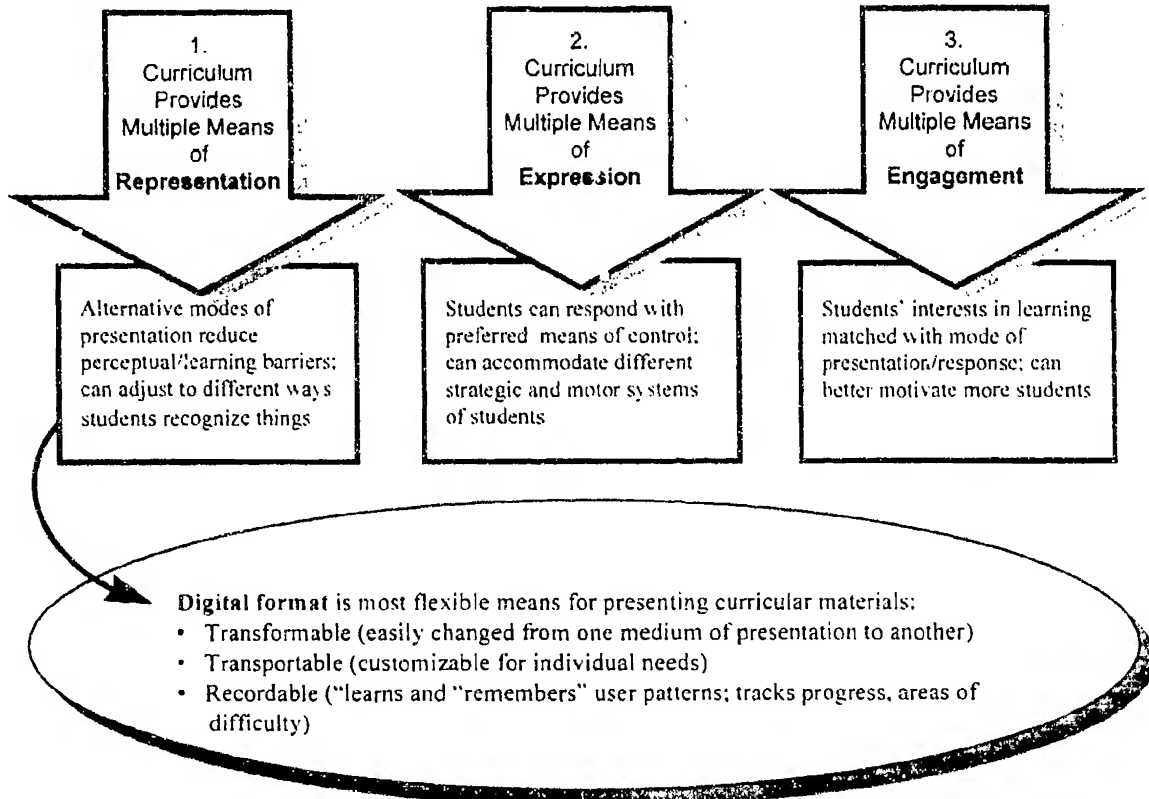 1.
Curriculum
Provides
Multiple Means
of
Representation
2.
Curriculum
Provides
Multiple Means
of
Expression
3.
Curriculum
Provides
Multiple Means
of
Engagement
Alternative modes of
presentation reduce
perceptual/learning barriers;
can adjust to different ways
students recognize things
Students can respond with
preferred means of control;
can accommodate different
strategic and motor systems
of students
Students' interests in learning
matched with mode of
presentation/response; can
better motivate more students
Digital format is most flexible means for presenting curricular materials:
• Transformable (easily changed from one medium of presentation to another)
• Transportable (customizable for individual needs)
• Recordable ("learns and "remembers" user patterns; tracks progress, areas of
difficulty)